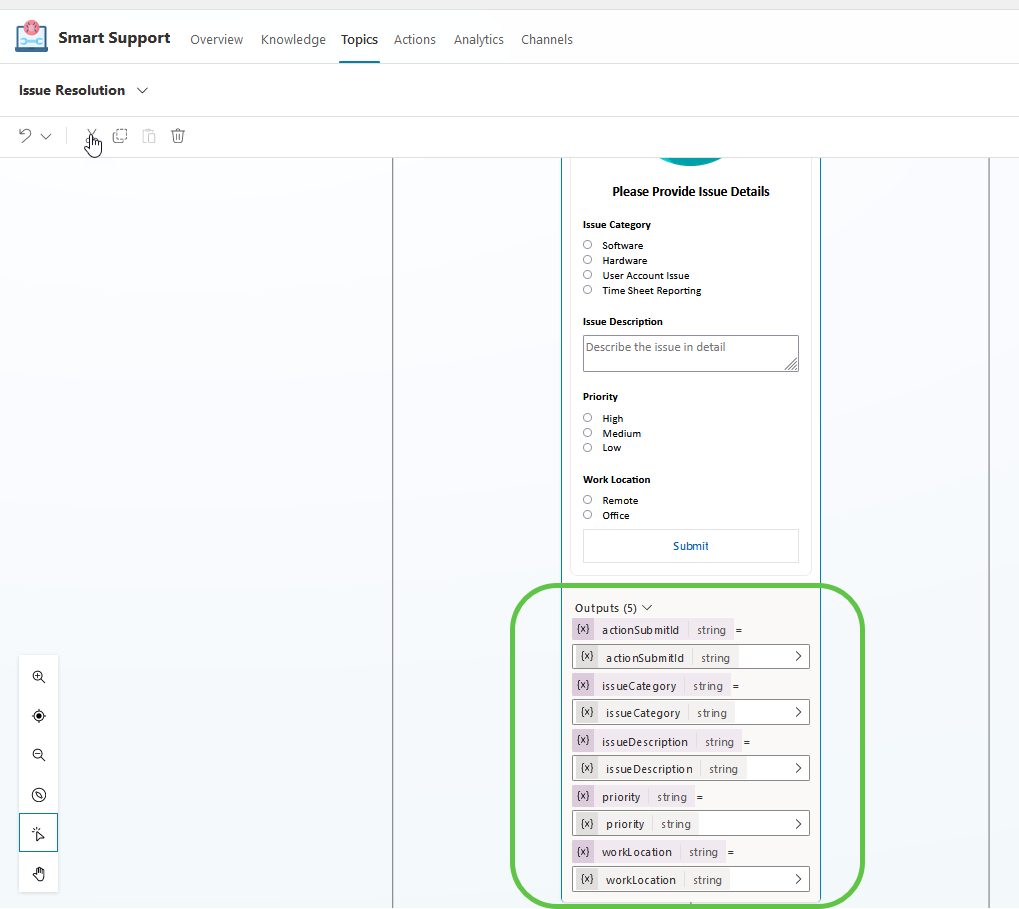 Smart Support Overview Knowledge Topics Actions Analytics Channels
Issue Resolution
Please Provide Issue Details
Issue Category
Software
Hardware
User Account Issue
Time Sheet Reporting
Issue Description
Describe the issue in detail
Priority
High
Medium
Low
Work Location
Remote
Office
Submit
Outputs (5)
{x} actionSubmitId string =
{x} actionSubmitId string
{x} issueCategory string =
{x} issueCategory string
{x} issueDescription string =
{x} issueDescription string
{x} priority string =
{x} priority string
{x} workLocation string =
{x} workLocation string